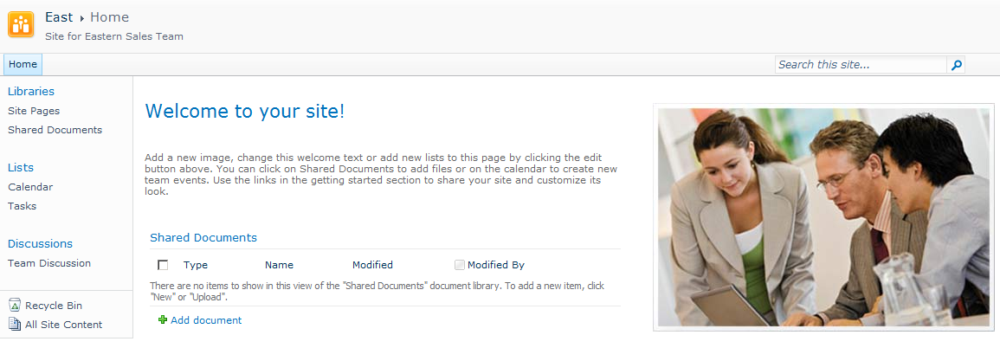 East ▸ Home
Site for Eastern Sales Team
Home
Search this site...
Libraries
Site Pages
Shared Documents
Lists
Calendar
Tasks
Discussions
Team Discussion
Recycle Bin
All Site Content
Welcome to your site!
Add a new image, change this welcome text or add new lists to this page by clicking the edit
button above. You can click on Shared Documents to add files or on the calendar to create new
team events. Use the links in the getting started section to share your site and customize its
look.
Shared Documents
Type Name Modified Modified By
There are no items to show in this view of the "Shared Documents" document library. To add a new item, click
"New" or "Upload".
Add document